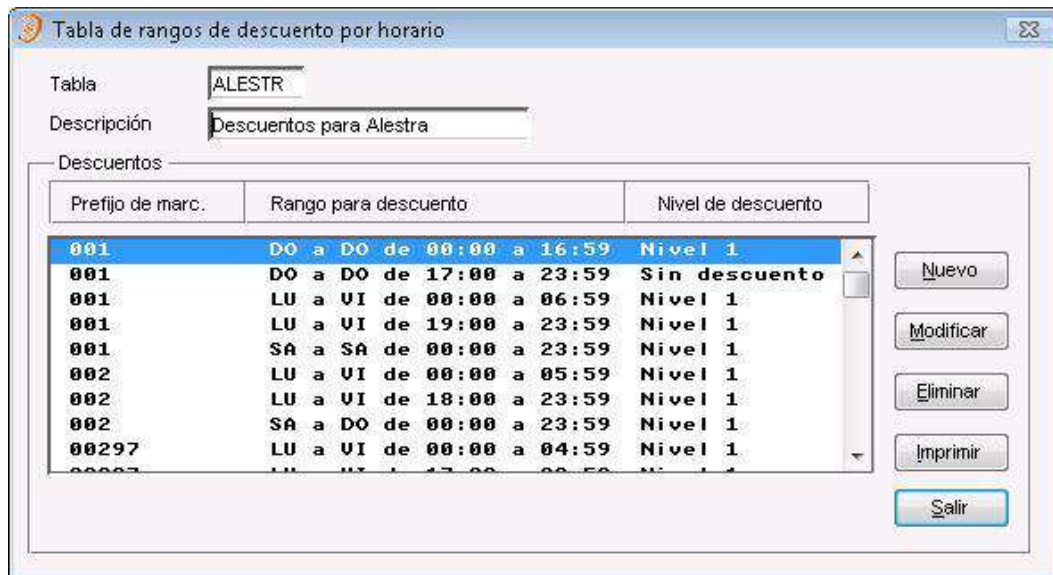 Tabla de rangos de descuento por horario
Tabla ALESTR
Descripción Descuentos para Alestra
Descuentos
Prefijo de marc. Rango para descuento Nivel de descuento
001 DO a DO de 00:00 a 16:59 Nivel 1
001 DO a DO de 17:00 a 23:59 Sin descuento
001 LU a VI de 00:00 a 06:59 Nivel 1
001 LU a VI de 19:00 a 23:59 Nivel 1
001 SA a SA de 00:00 a 23:59 Nivel 1
002 LU a VI de 00:00 a 05:59 Nivel 1
002 LU a VI de 18:00 a 23:59 Nivel 1
002 SA a DO de 00:00 a 23:59 Nivel 1
00297 LU a VI de 00:00 a 04:59 Nivel 1
Nuevo
Modificar
Eliminar
Imprimir
Salir